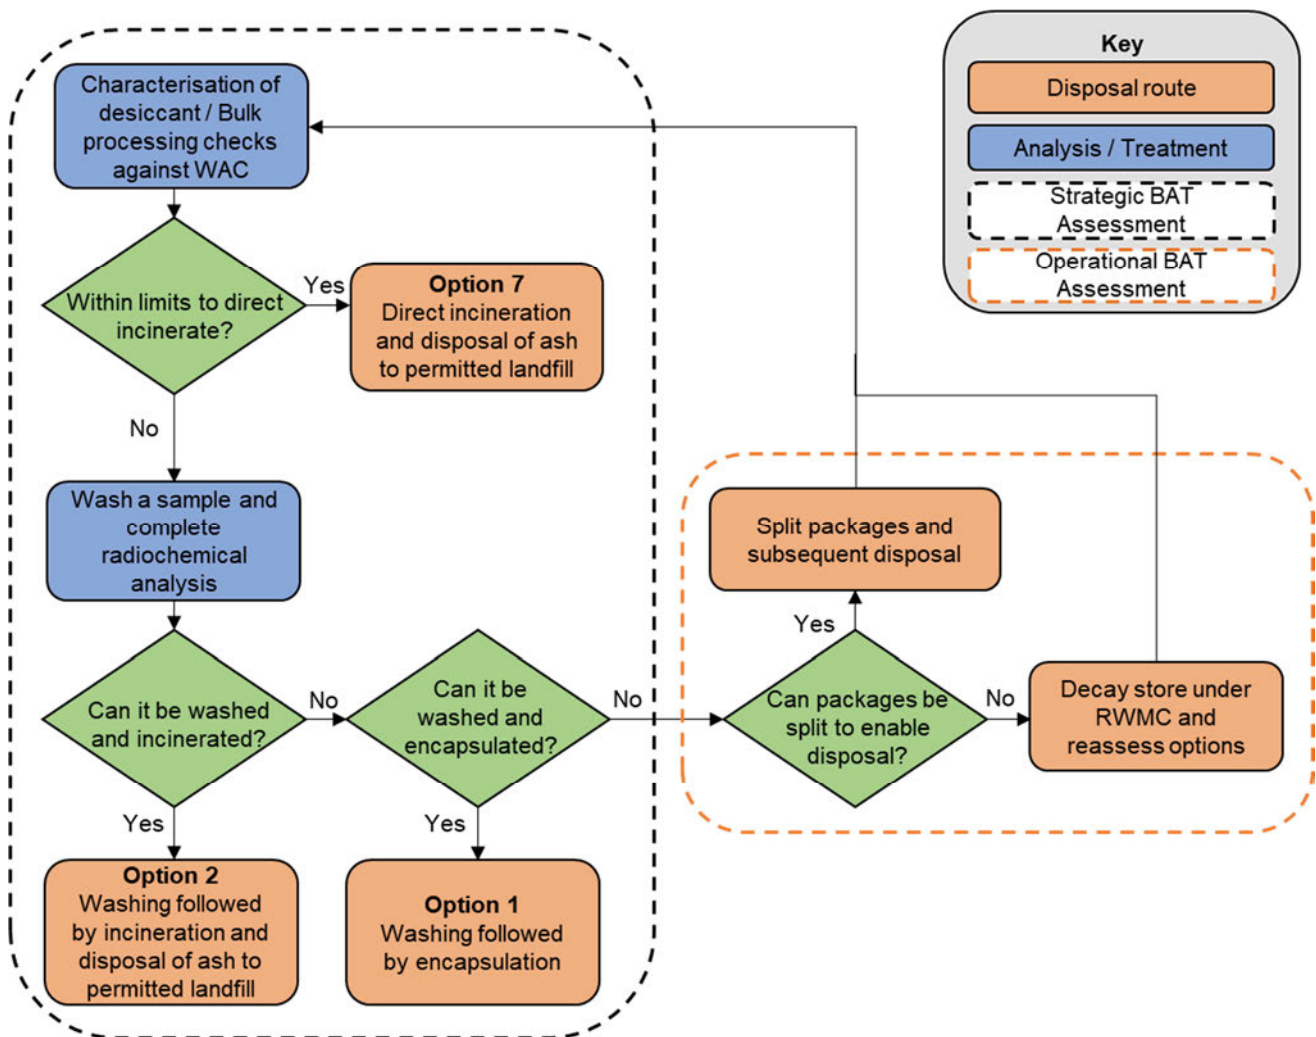 Key
Disposal route
Analysis / Treatment
Strategic BAT
Assessment
Operational BAT
Assessment
Characterisation of
desiccant / Bulk
processing checks
against WAC
Within limits to direct
incinerate?
Yes
Option 7
Direct incineration
and disposal of ash
to permitted landfill
No
Wash a sample and
complete
radiochemical
analysis
Can it be washed
and incinerated?
No
Can it be
washed and
encapsulated?
No
Can packages be
split to enable
disposal?
Yes
Split packages and
subsequent disposal
No
Decay store under
RWMC and
reassess options
Yes
Option 2
Washing followed
by incineration and
disposal of ash to
permitted landfill
Yes
Option 1
Washing followed
by encapsulation